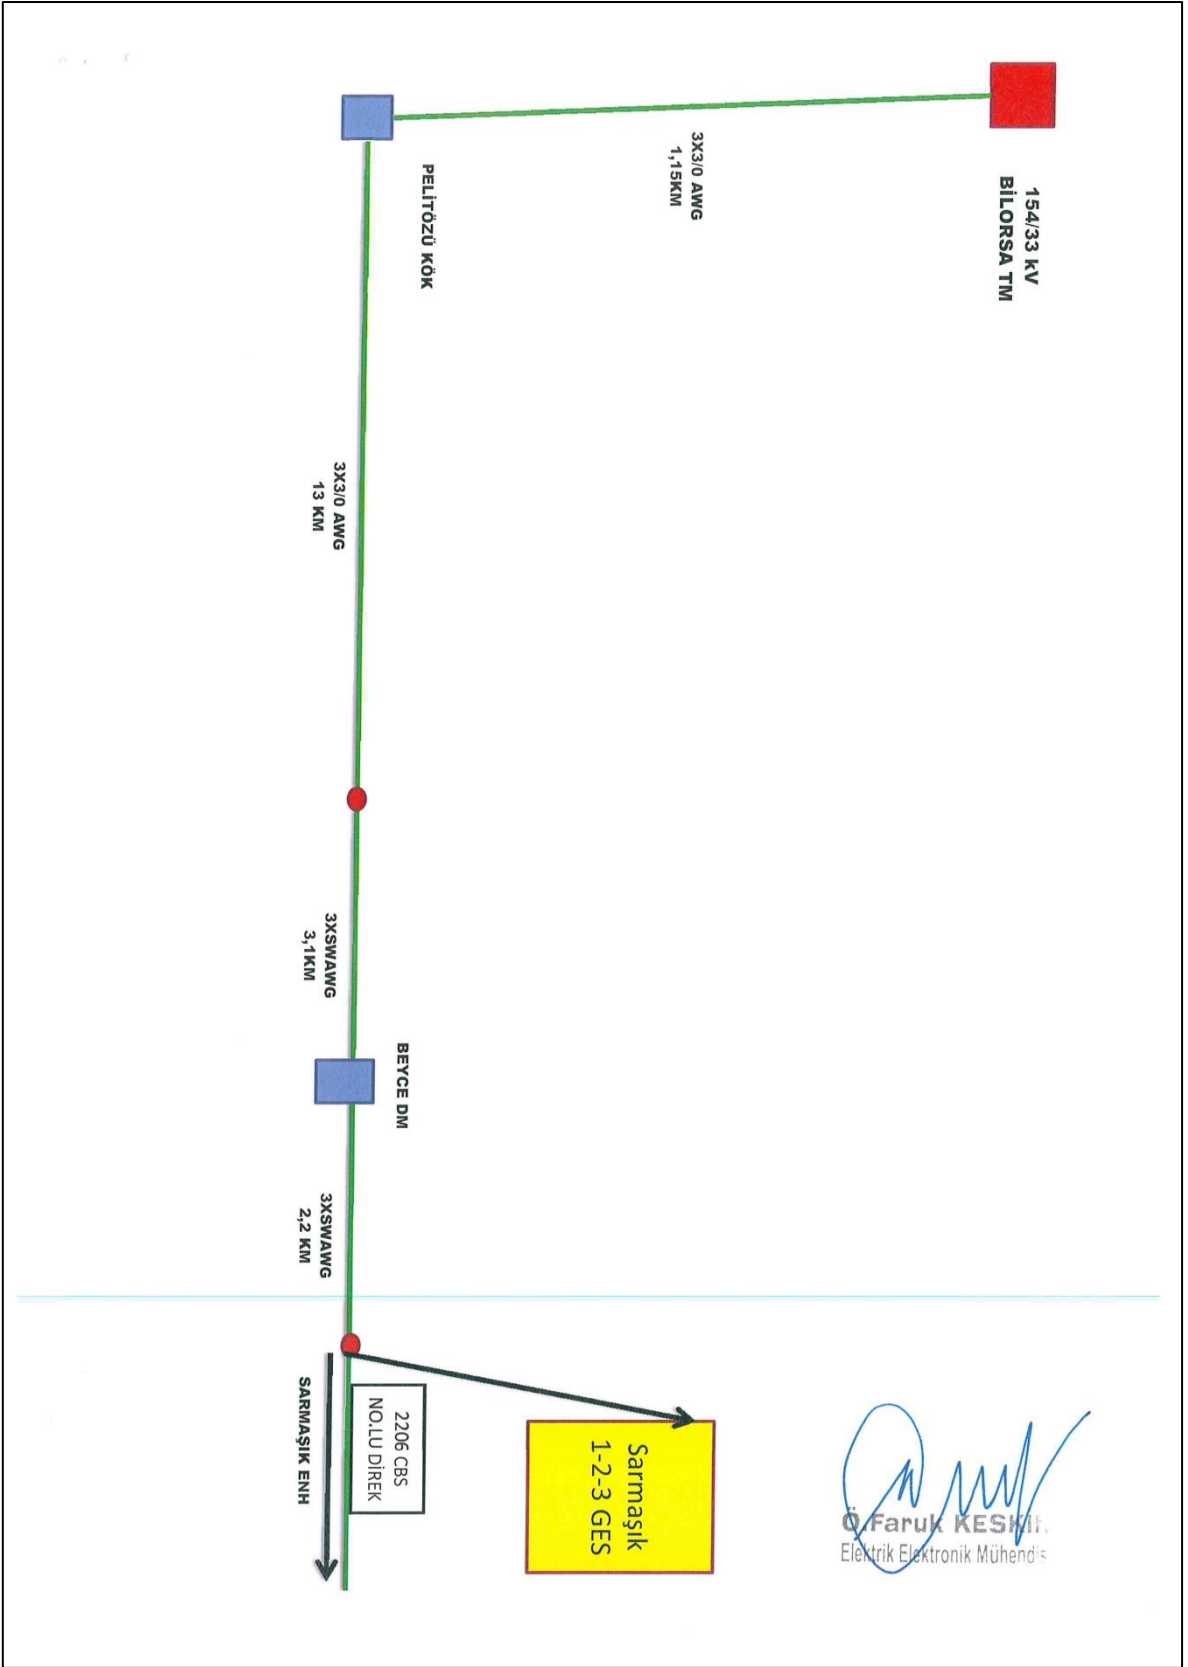 154/33 kV
BİLORSA TM
3X3/0 AWG
1,15KM
PELİTÖZÜ KÖK
3X3/0 AWG
13 KM
3XSWAWG
3,1KM
BEYCE DM
3XSWAWG
2,2 KM
2206 CBS
NO.LU DİREK
SARMAŞIK ENH
Sarmaşık
1-2-3 GES
Ö.Faruk
Elektrik Elektronik